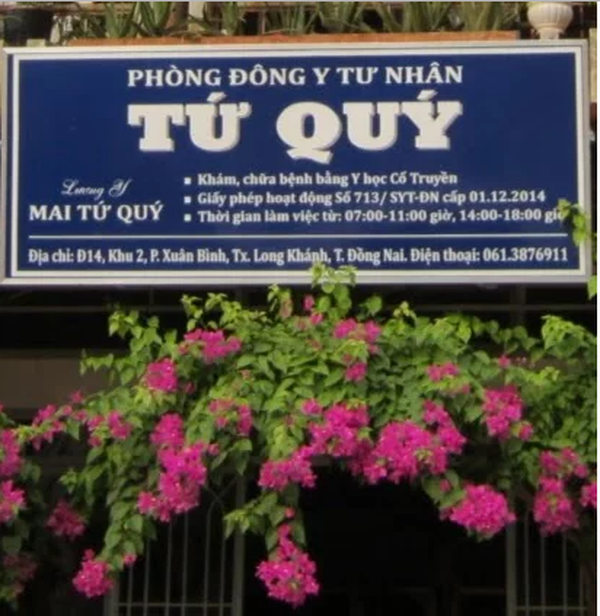 PHÒNG ĐÔNG Y TƯ NHÂN
TỨ QUÝ
Lương Y
MAI TỨ QUÝ
▪ Khám, chữa bệnh bằng Y học Cổ Truyền
▪ Giấy phép hoạt động Số 713/ SYT-ĐN cấp 01.12.2014
▪ Thời gian làm việc từ: 07:00-11:00 giờ, 14:00-18:00 giờ
Địa chỉ: Đ14, Khu 2, P. Xuân Bình, Tx. Long Khánh, T. Đồng Nai. Điện thoại: 061.3876911